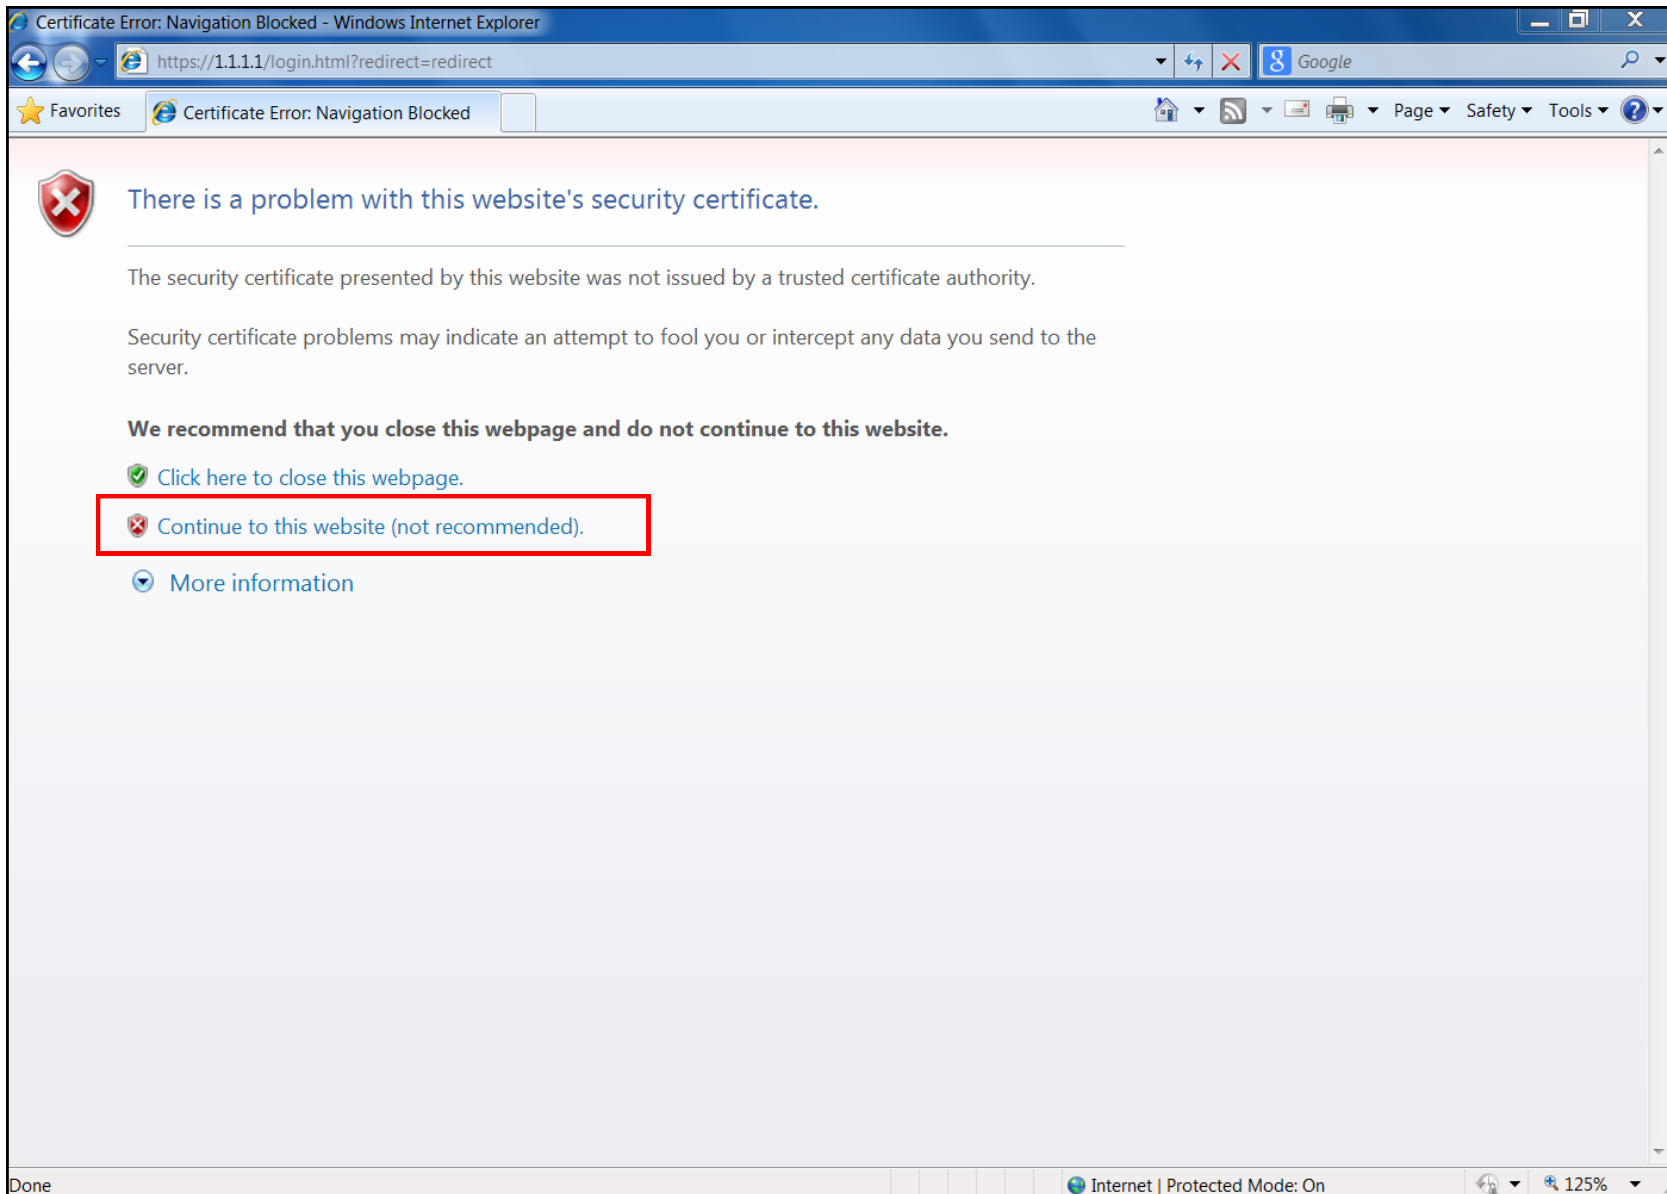 Certificate Error: Navigation Blocked - Windows Internet Explorer
https://1.1.1.1/login.html?redirect=redirect
Google
Favorites
Certificate Error: Navigation Blocked
Page
Safety
Tools
There is a problem with this website's security certificate.
The security certificate presented by this website was not issued by a trusted certificate authority.
Security certificate problems may indicate an attempt to fool you or intercept any data you send to the
server.
We recommend that you close this webpage and do not continue to this website.
Click here to close this webpage.
Continue to this website (not recommended).
More information
Done
Internet | Protected Mode: On
125%